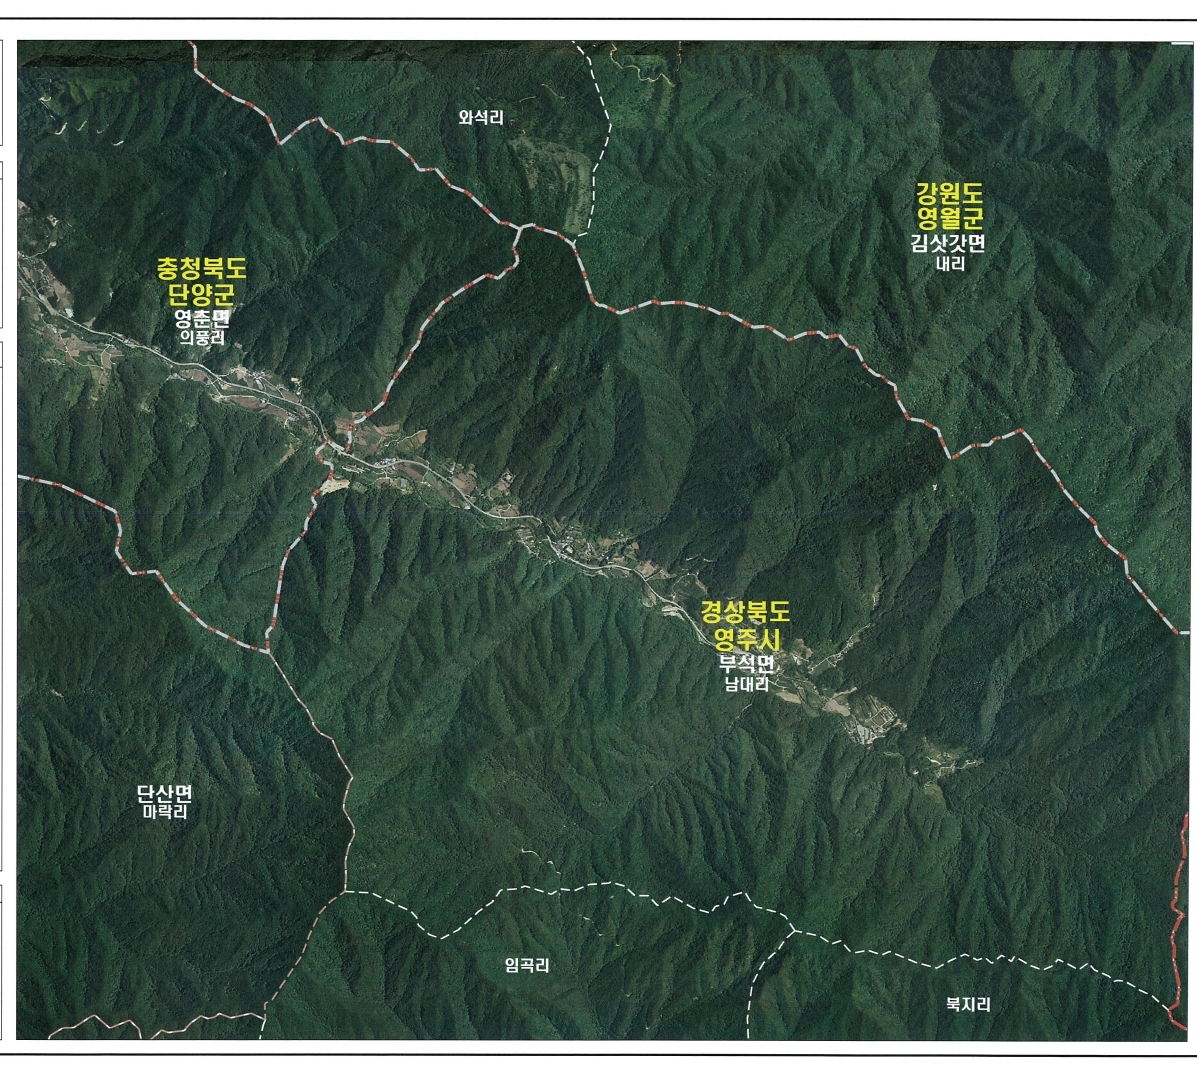 와석리
강원도
영월군
김삿갓면
내리
충청북도
단양군
영춘면
의풍리
경상북도
영주시
부석면
남대리
단산면
마락리
임곡리
북지리